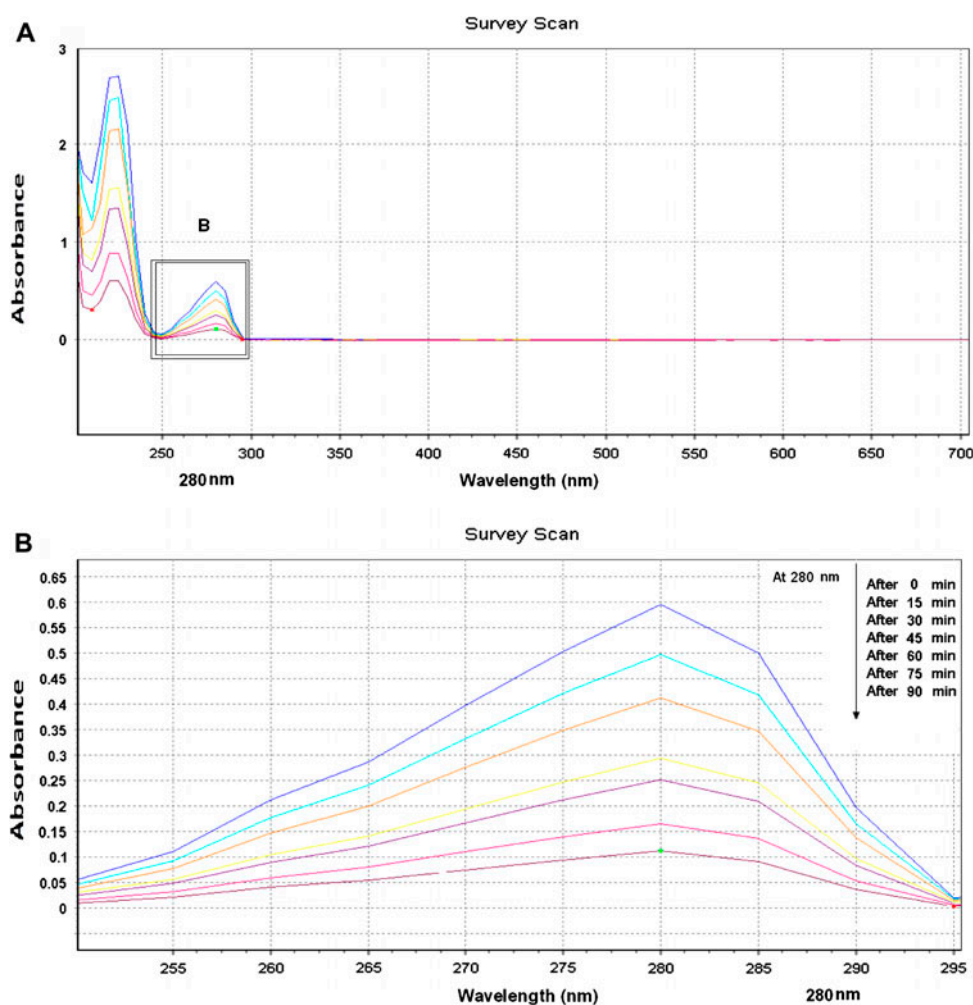 A
Survey Scan
3
2
1
0
Absorbance
B
250 300 350 400 450 500 550 600 650 700
280 nm
Wavelength (nm)
B
Survey Scan
0.65
0.6
0.55
0.5
0.45
0.4
0.35
0.3
0.25
0.2
0.15
0.1
0.05
0
Absorbance
At 280 nm
After 0 min
After 15 min
After 30 min
After 45 min
After 60 min
After 75 min
After 90 min
255 260 265 270 275 280 285 290 295
Wavelength (nm)
280 nm